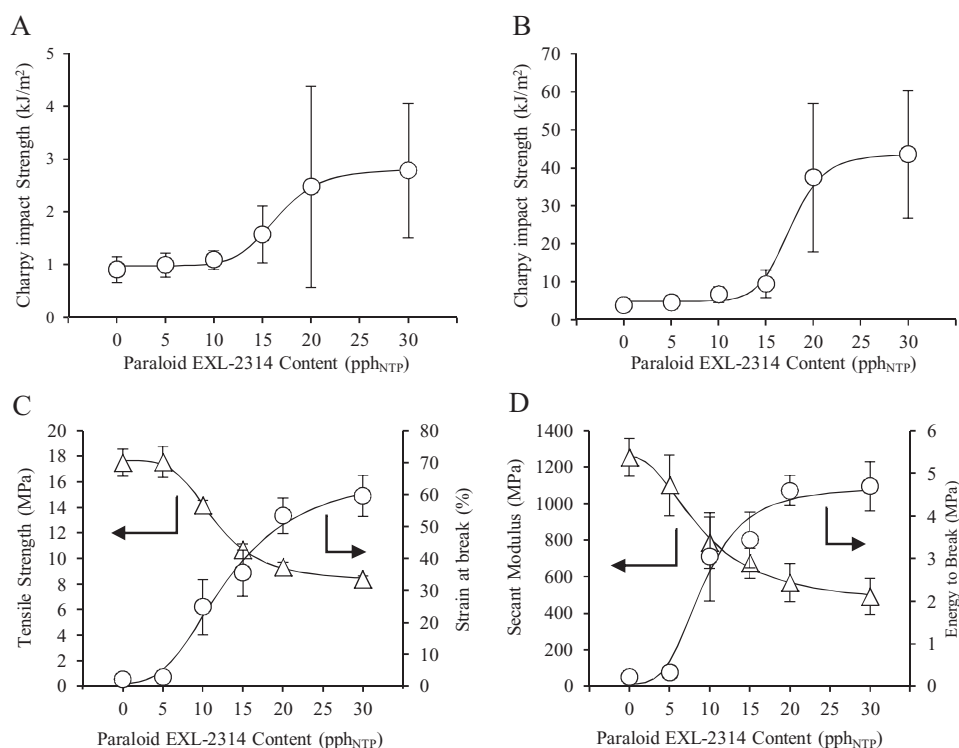 A
Charpy impact Strength (kJ/m²)
5
4
3
2
1
0
0 5 10 15 20 30
Paraloid EXL-2314 Content (pphNTP)
B
Charpy impact Strength (kJ/m²)
70
60
50
40
30
20
10
0
0 5 10 15 20 30
Paraloid EXL-2314 Content (pphNTP)
C
Tensile Strength (MPa)
20
18
16
14
12
10
8
6
4
2
0
80
70
60
50
40
30
20
10
0
Strain at break (%)
0 5 10 15 20 30
Paraloid EXL-2314 Content (pphNTP)
D
Secant Modulus (MPa)
1400
1200
1000
800
600
400
200
0
6
5
4
3
2
1
0
Energy to Break (MPa)
0 5 10 15 20 30
Paraloid EXL-2314 Content (pphNTP)